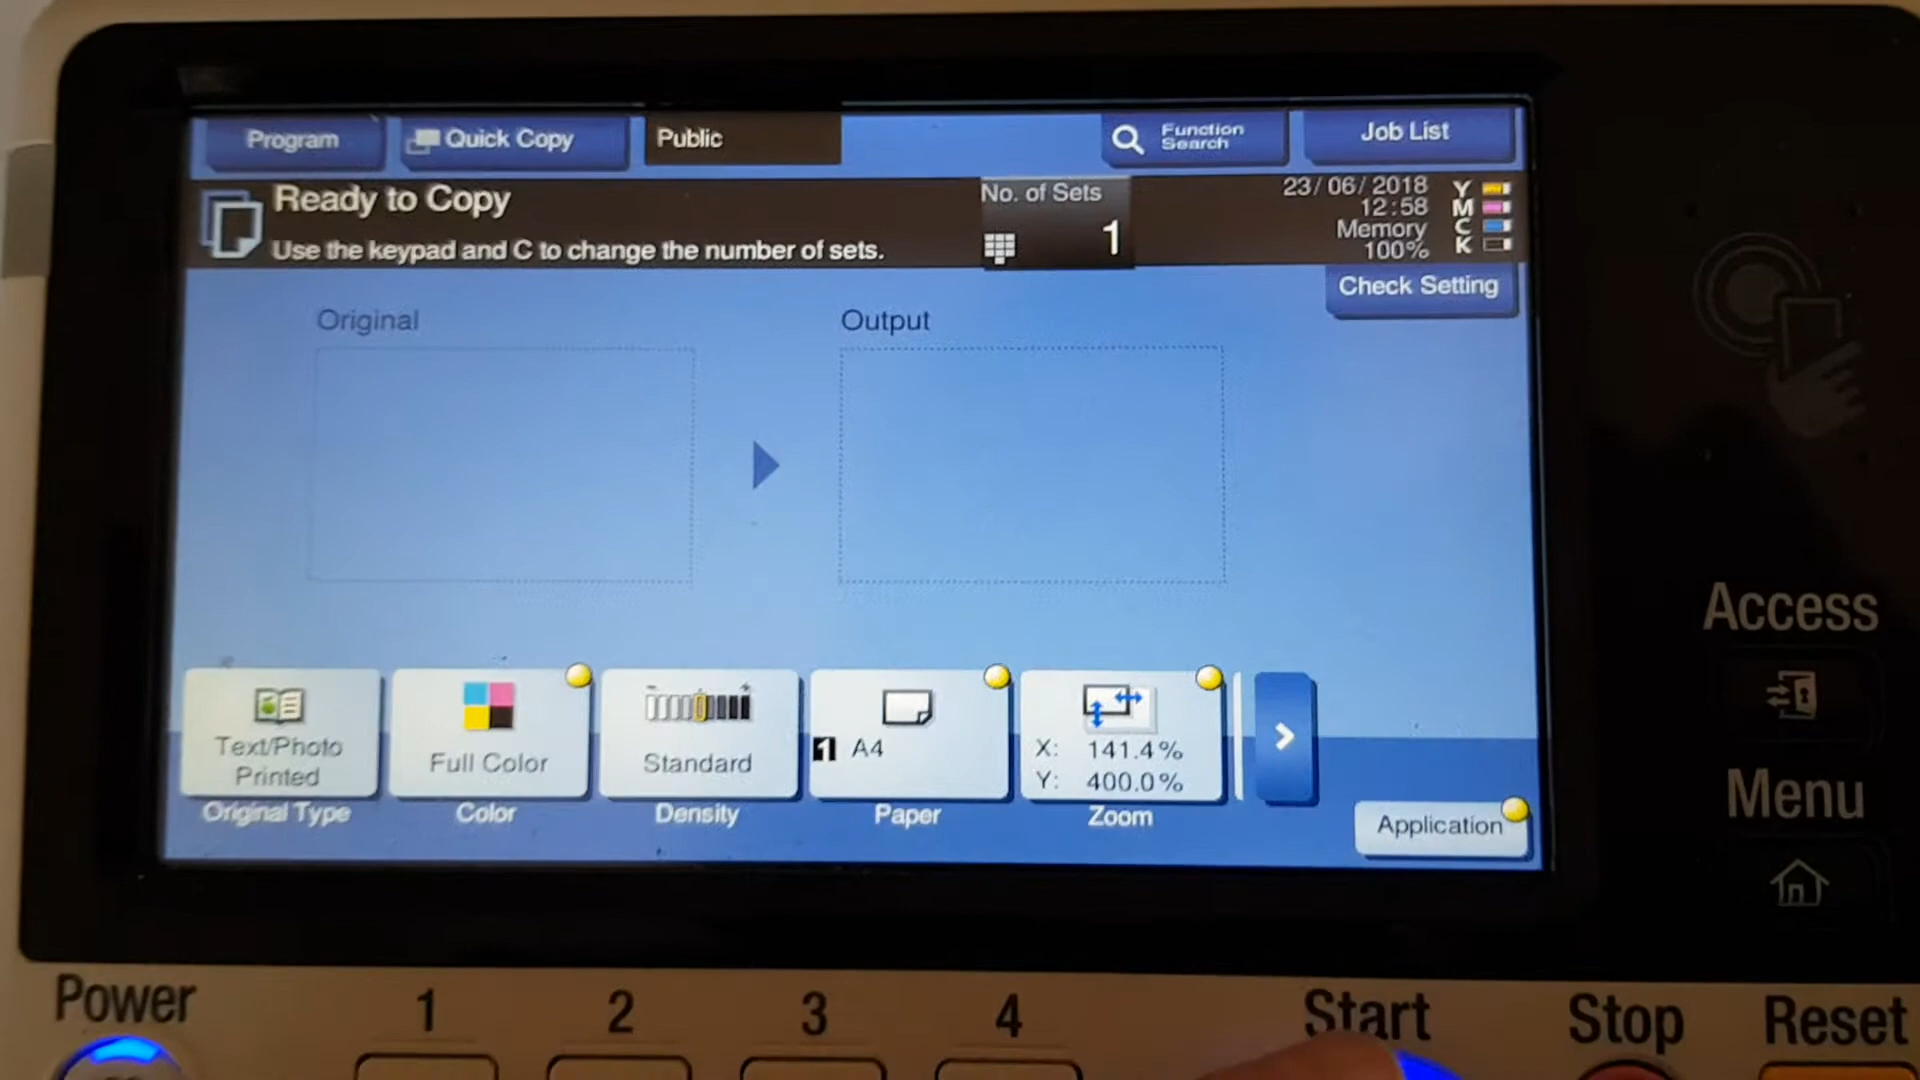 Program
Quick Copy
Public
Function
Search
Job List
Ready to Copy
Use the keypad and C to change the number of sets.
No. of Sets
1
23/06/2018
12:58
Memory
100%
Y
M
C
K
Check Setting
Original
Output
Text/Photo
Printed
Original Type
Full Color
Color
Standard
Density
1 A4
Paper
X: 141.4%
Y: 400.0%
Zoom
Application
Access
Menu
Power
1
2
3
4
Start
Stop
Reset